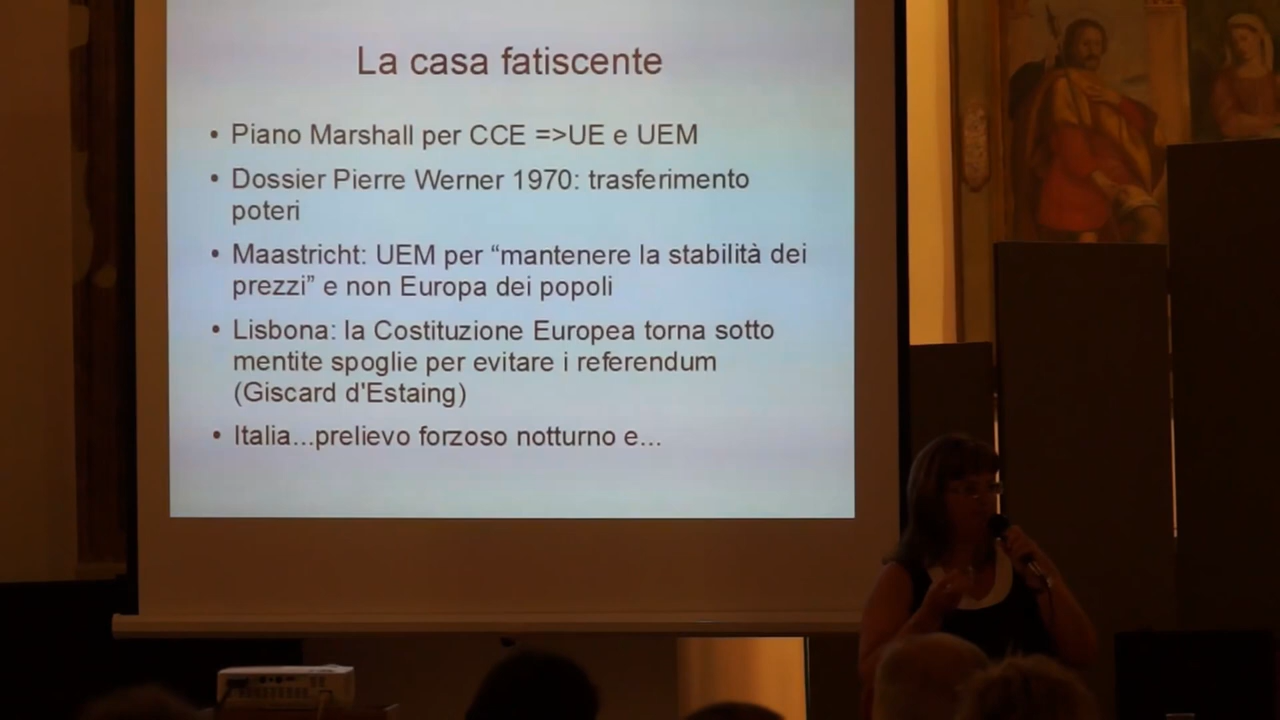 La casa fatiscente
• Piano Marshall per CCE =>UE e UEM
• Dossier Pierre Werner 1970: trasferimento
poteri
• Maastricht: UEM per “mantenere la stabilità dei
prezzi” e non Europa dei popoli
• Lisbona: la Costituzione Europea torna sotto
mentite spoglie per evitare i referendum
(Giscard d'Estaing)
• Italia...prelievo forzoso notturno e...